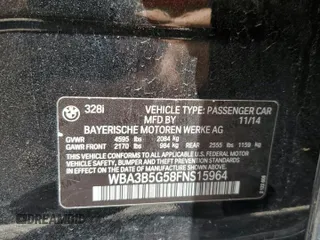 328i
VEHICLE TYPE: PASSENGER CAR
MFD BY
11/14
BAYERISCHE MOTOREN WERKE AG
GVWR 4595 lbs 2084 kg
GAWR FRONT 2170 lbs 984 kg GAWR REAR 2555 lbs 1159 kg
THIS VEHICLE CONFORMS TO ALL APPLICABLE FEDERAL MOTOR VEHICLE
SAFETY, BUMPER AND THEFT PREVENTION STANDARDS IN
EFFECT ON THE DATE OF MANUFACTURE SHOWN ABOVE.
WBA3B5G58FNS15964
DREAMBID